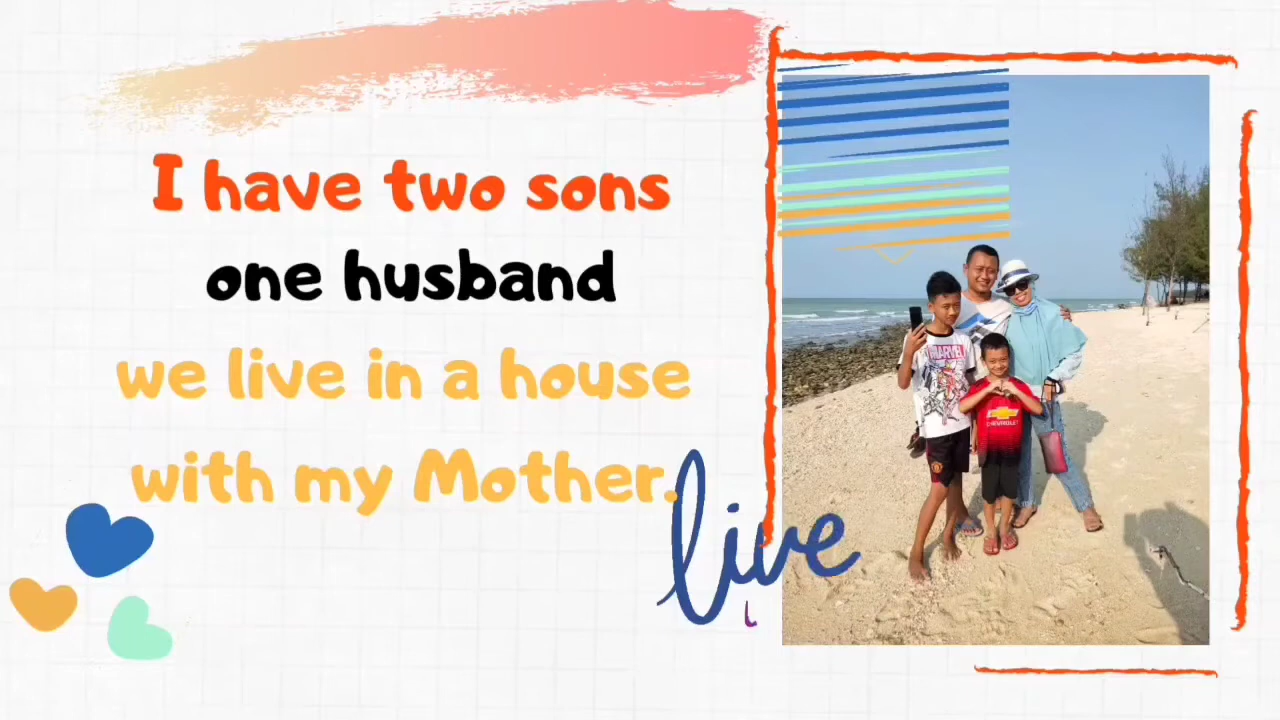 I have two sons
one husband
we live in a house
with my Mother.
live
MARVEL
CHEVROLET